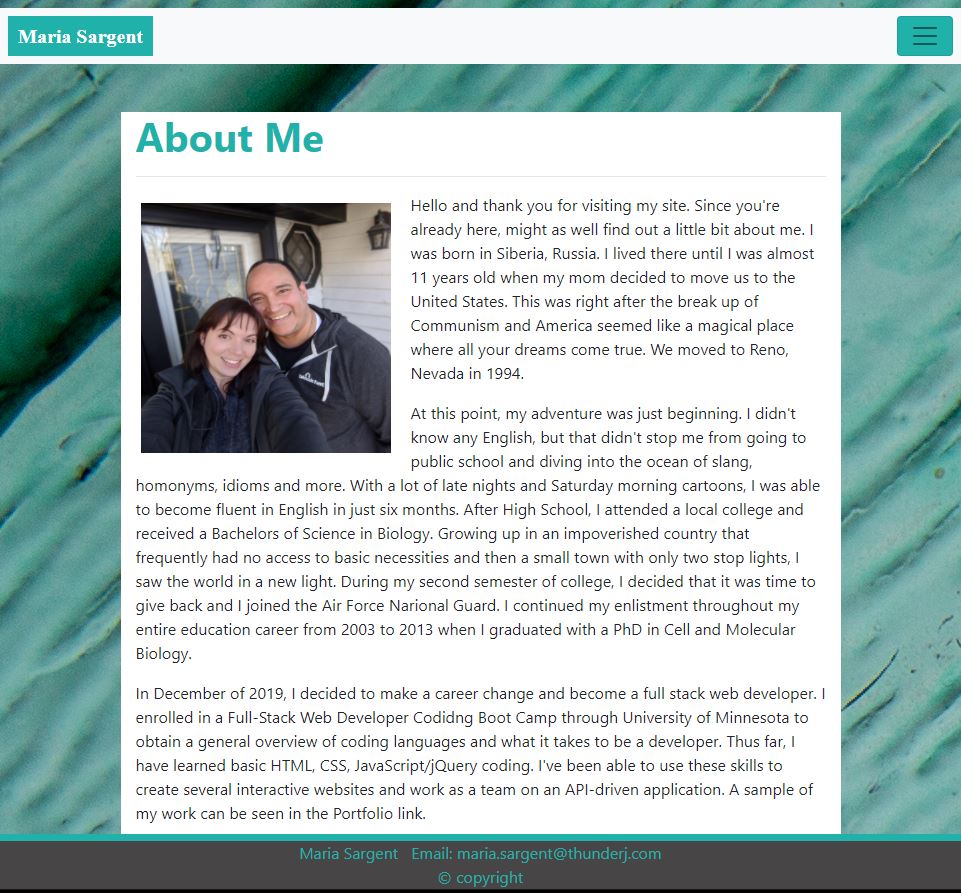 Maria Sargent
About Me
Hello and thank you for visiting my site. Since you're
already here, might as well find out a little bit about me. I
was born in Siberia, Russia. I lived there until I was almost
11 years old when my mom decided to move us to the
United States. This was right after the break up of
Communism and America seemed like a magical place
where all your dreams come true. We moved to Reno,
Nevada in 1994.
At this point, my adventure was just beginning. I didn't
know any English, but that didn't stop me from going to
public school and diving into the ocean of slang,
homonyms, idioms and more. With a lot of late nights and Saturday morning cartoons, I was able
to become fluent in English in just six months. After High School, I attended a local college and
received a Bachelors of Science in Biology. Growing up in an impoverished country that
frequently had no access to basic necessities and then a small town with only two stop lights, I
saw the world in a new light. During my second semester of college, I decided that it was time to
give back and I joined the Air Force Narional Guard. I continued my enlistment throughout my
entire education career from 2003 to 2013 when I graduated with a PhD in Cell and Molecular
Biology.
In December of 2019, I decided to make a career change and become a full stack web developer. I
enrolled in a Full-Stack Web Developer Codidng Boot Camp through University of Minnesota to
obtain a general overview of coding languages and what it takes to be a developer. Thus far, I
have learned basic HTML, CSS, JavaScript/jQuery coding. I've been able to use these skills to
create several interactive websites and work as a team on an API-driven application. A sample of
my work can be seen in the Portfolio link.
Maria Sargent Email: maria.sargent@thunderj.com
© copyright